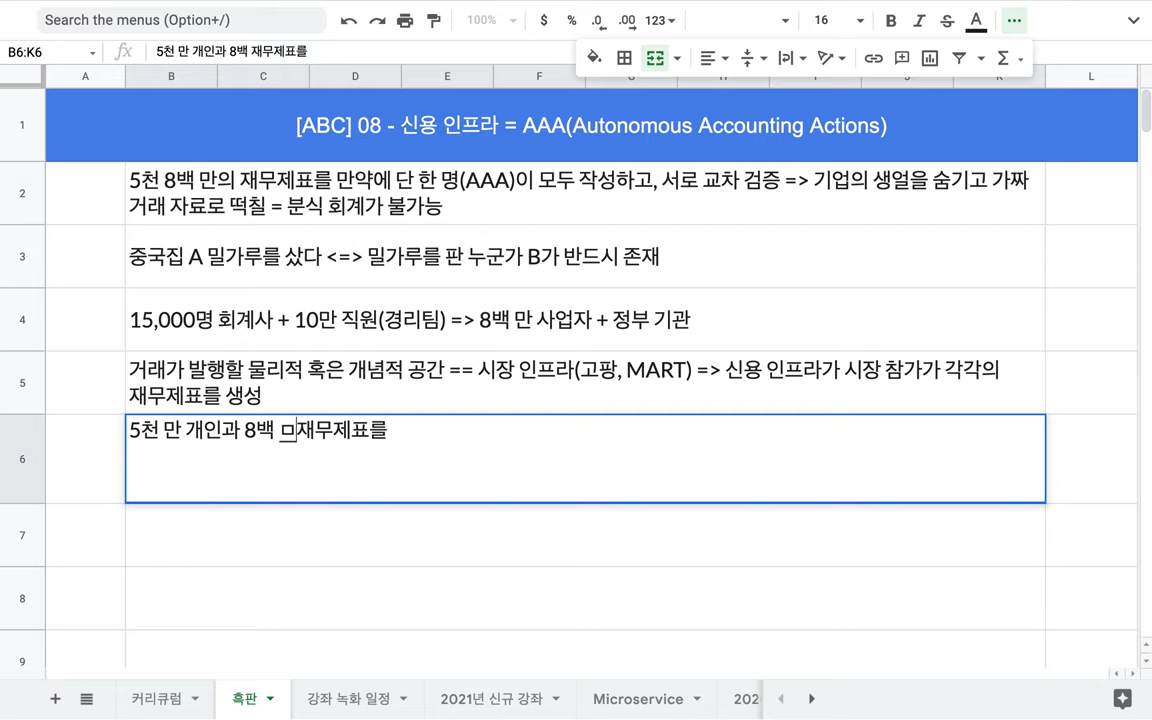 Search the menus (Option+/)
100% $ % .0 .00 123 16 B I S A
B6:K6 fx 5천 만 개인과 8백 재무제표를
A B C D E F L
1 [ABC] 08 - 신용 인프라 = AAA(Autonomous Accounting Actions)
2 5천 8백 만의 재무제표를 만약에 단 한 명(AAA)이 모두 작성하고, 서로 교차 검증 => 기업의 생얼을 숨기고 가짜
거래 자료로 떡칠 = 분식 회계가 불가능
3 중국집 A 밀가루를 샀다 <=> 밀가루를 판 누군가 B가 반드시 존재
4 15,000명 회계사 + 10만 직원(경리팀) => 8백 만 사업자 + 정부 기관
5 거래가 발행할 물리적 혹은 개념적 공간 == 시장 인프라(고팡, MART) => 신용 인프라가 시장 참가가 각각의
재무제표를 생성
6 5천 만 개인과 8백 ㅁ재무제표를
7
8
9
+ 커리큐럼 흑판 강좌 녹화 일정 2021년 신규 강좌 Microservice 202